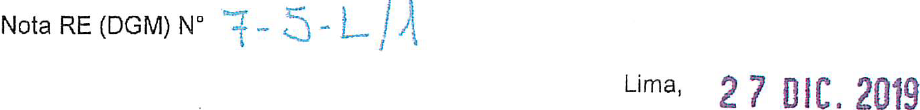 Nota RE (DGM) N° 7-5-L/1
Lima, 27 DIC. 2019